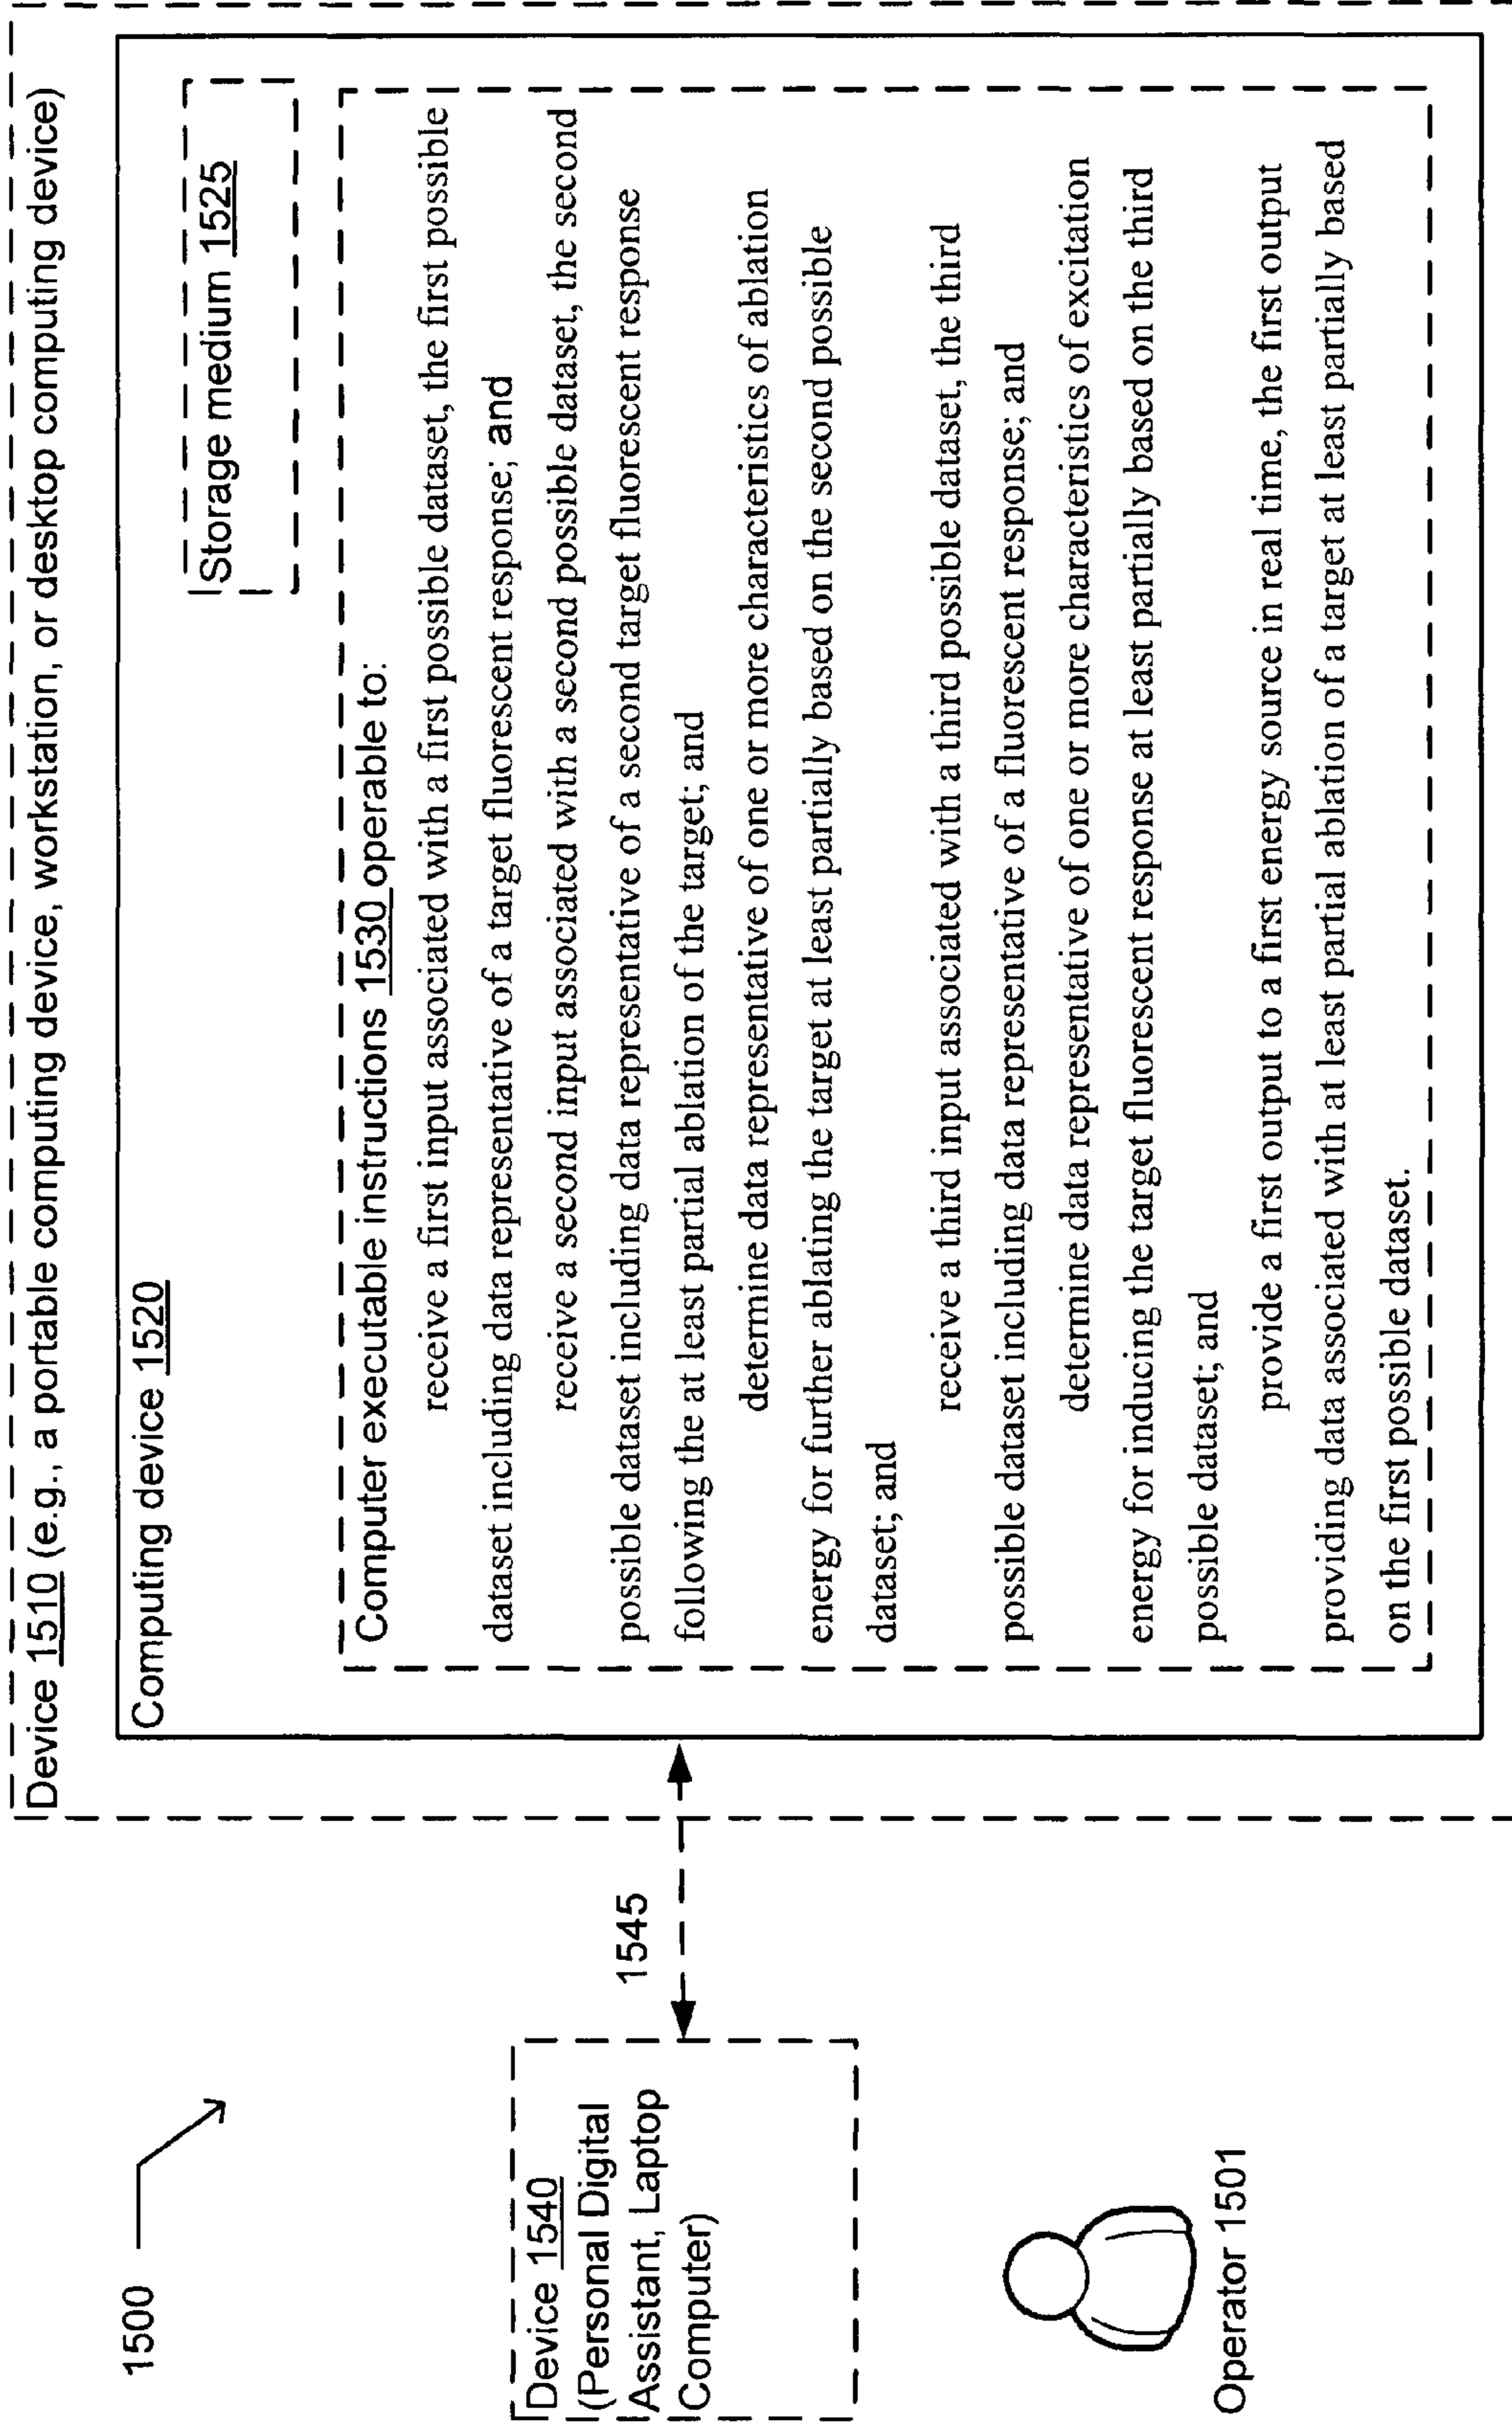 1500
Device 1510 (e.g., a portable computing device, workstation, or desktop computing device)
Computing device 1520
Storage medium 1525
Computer executable instructions 1530 operable to:
receive a first input associated with a first possible dataset, the first possible
dataset including data representative of a target fluorescent response; and
receive a second input associated with a second possible dataset, the second
possible dataset including data representative of a second target fluorescent response
following the at least partial ablation of the target; and
determine data representative of one or more characteristics of ablation
energy for further ablating the target at least partially based on the second possible
dataset; and
receive a third input associated with a third possible dataset, the third
possible dataset including data representative of a fluorescent response; and
determine data representative of one or more characteristics of excitation
energy for inducing the target fluorescent response at least partially based on the third
possible dataset; and
provide a first output to a first energy source in real time, the first output
providing data associated with at least partial ablation of a target at least partially based
on the first possible dataset.
1545
Device 1540
(Personal Digital
Assistant, Laptop
Computer)
Operator 1501